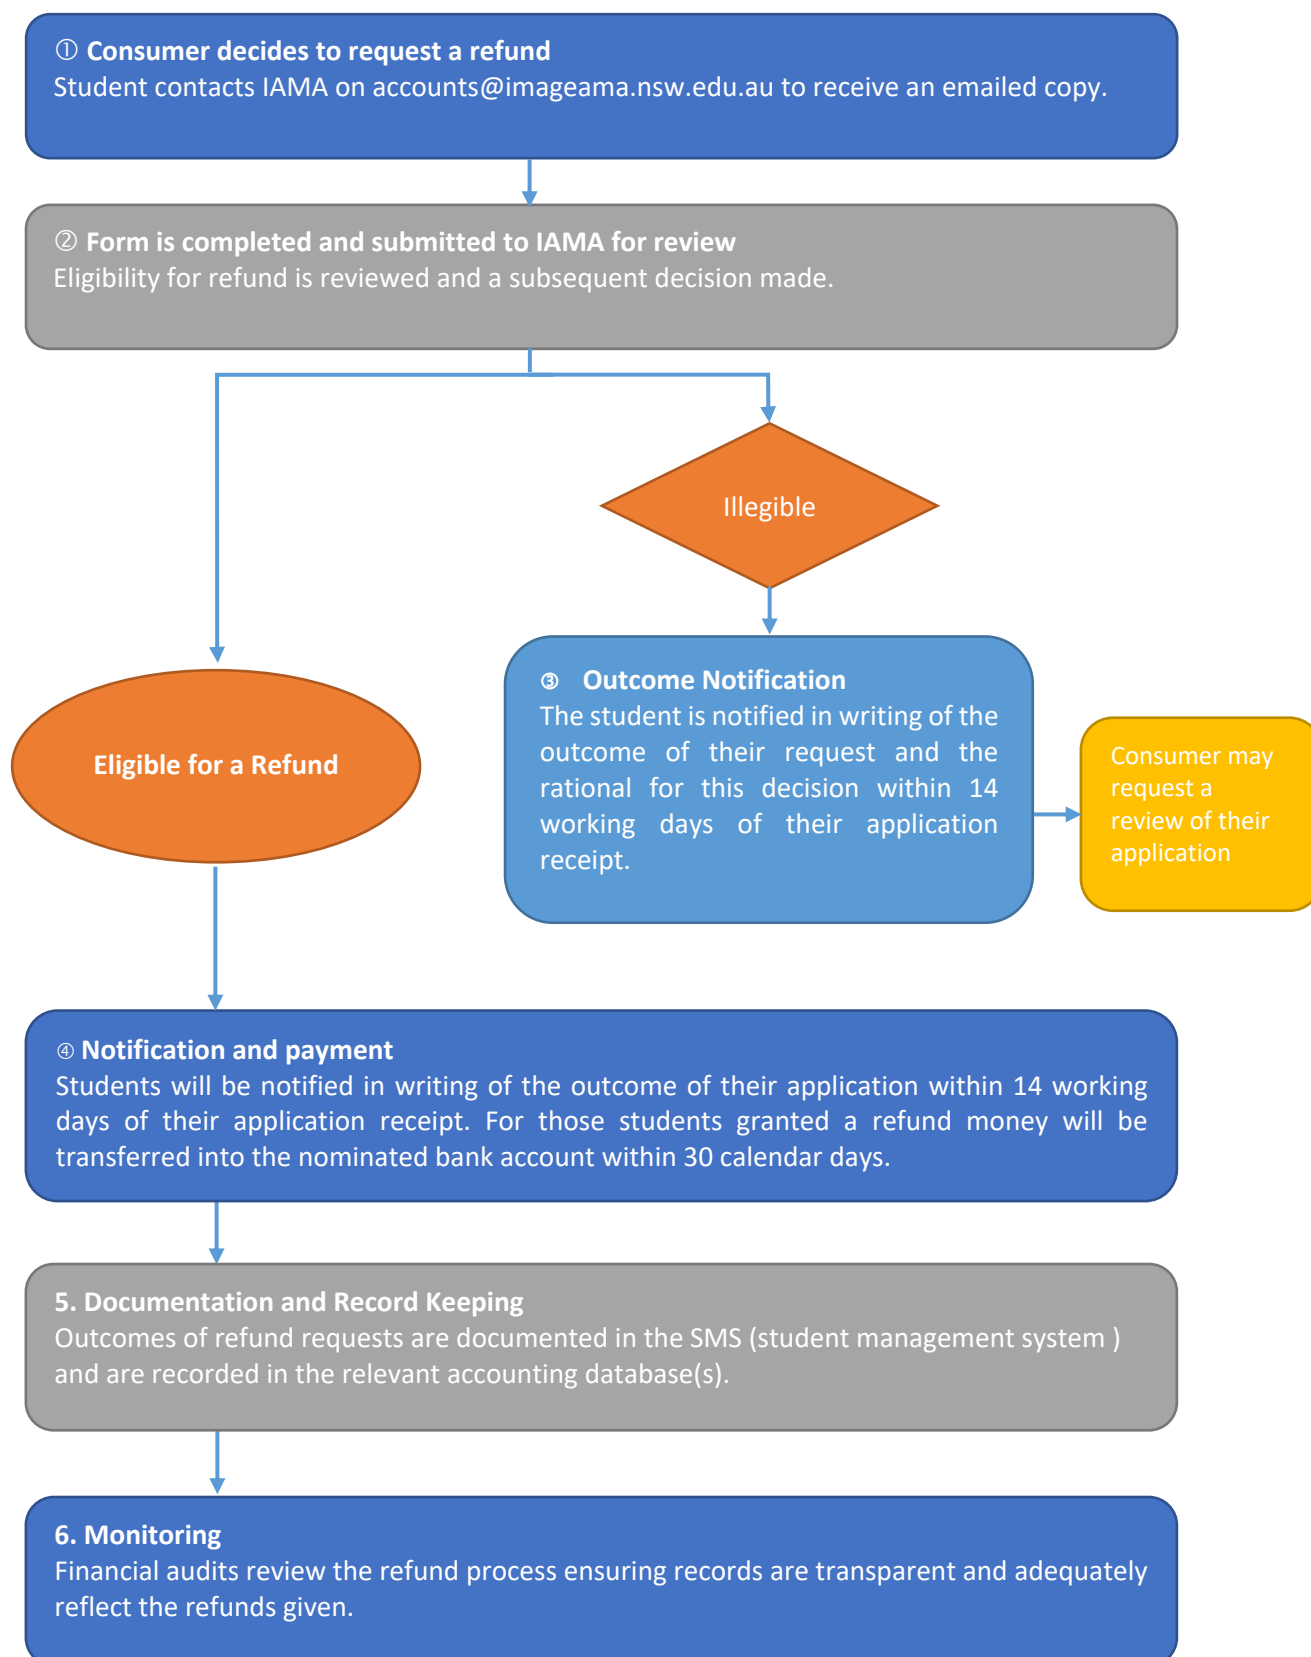 ① Consumer decides to request a refund
Student contacts IAMA on accounts@imageama.nsw.edu.au to receive an emailed copy.
② Form is completed and submitted to IAMA for review
Eligibility for refund is reviewed and a subsequent decision made.
Illegible
③ Outcome Notification
The student is notified in writing of the
outcome of their request and the
rational for this decision within 14
working days of their application
receipt.
Consumer may
request a
review of their
application
Eligible for a Refund
④ Notification and payment
Students will be notified in writing of the outcome of their application within 14 working
days of their application receipt. For those students granted a refund money will be
transferred into the nominated bank account within 30 calendar days.
5. Documentation and Record Keeping
Outcomes of refund requests are documented in the SMS (student management system )
and are recorded in the relevant accounting database(s).
6. Monitoring
Financial audits review the refund process ensuring records are transparent and adequately
reflect the refunds given.